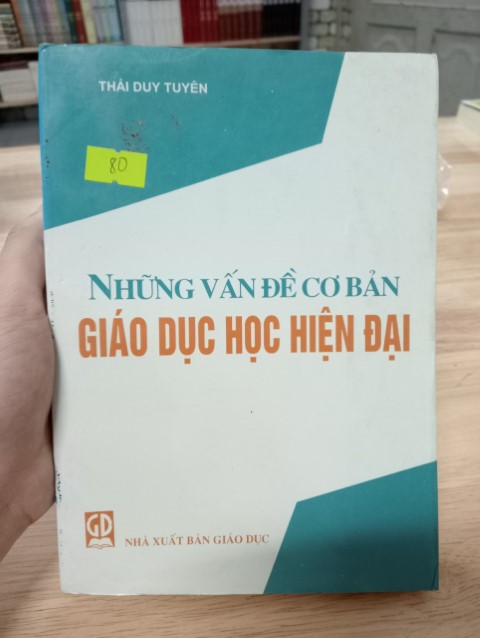 THÁI DUY TUYÊN
80
NHỮNG VẤN ĐỀ CƠ BẢN
GIÁO DỤC HỌC HIỆN ĐẠI
GD
NHÀ XUẤT BẢN GIÁO DỤC